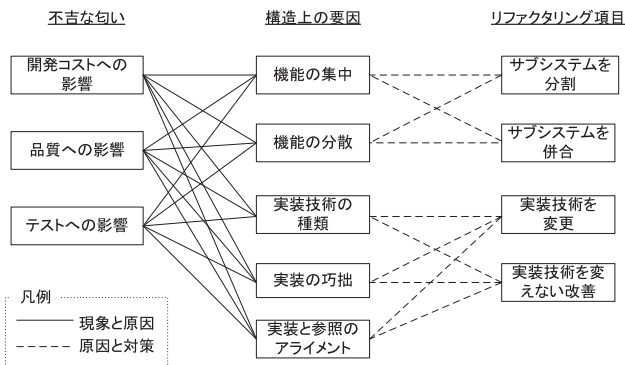 不吉な匂い
構造上の要因
リファクタリング項目
開発コストへの
影響
品質への影響
テストへの影響
機能の集中
機能の分散
実装技術の
種類
実装の巧拙
実装と参照の
アライメント
サブシステムを
分割
サブシステムを
併合
実装技術を
変更
実装技術を変
えない改善
凡例
現象と原因
原因と対策